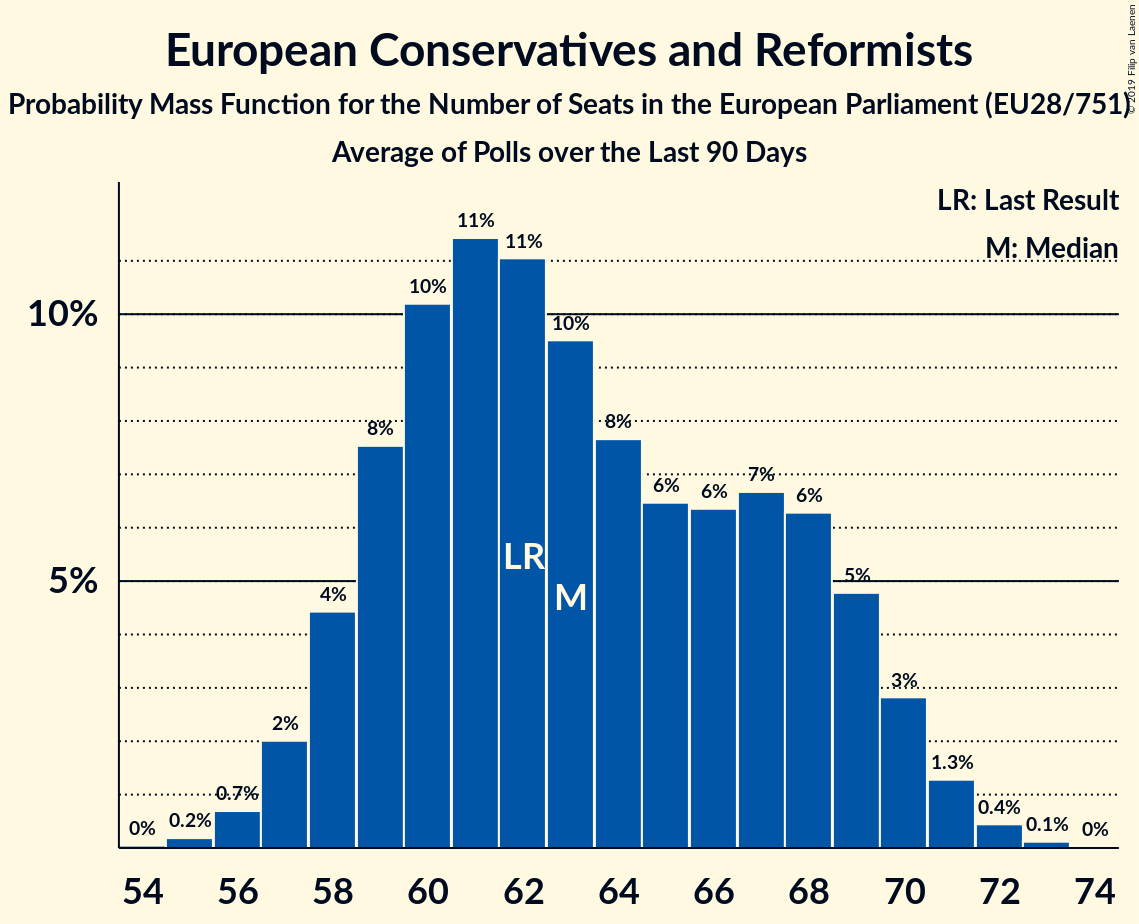 European Conservatives and Reformists
Probability Mass Function for the Number of Seats in the European Parliament (EU28/751)
Average of Polls over the Last 90 Days
© 2019 Filip van Laenen
LR: Last Result
M: Median
10%
5%
0%
0.2%
0.7%
2%
4%
8%
10%
11%
11%
10%
8%
6%
6%
7%
6%
5%
3%
1.3%
0.4%
0.1%
0%
LR
M
54 56 58 60 62 64 66 68 70 72 74